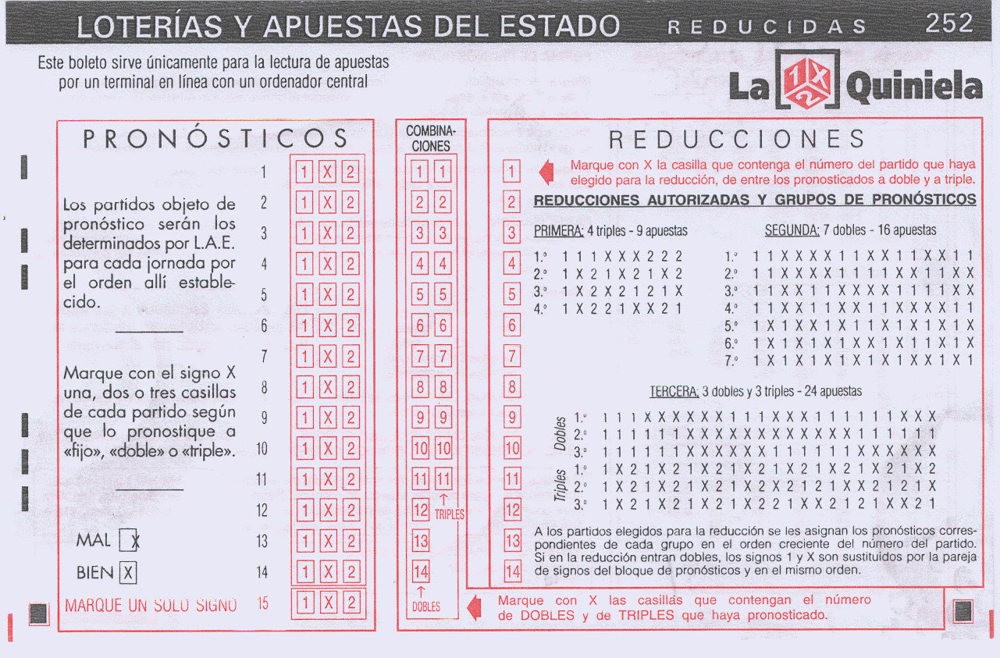 LOTERÍAS Y APUESTAS DEL ESTADO REDUCIDAS 252
Este boleto sirve únicamente para la lectura de apuestas
por un terminal en línea con un ordenador central
La 1 X 2 Quiniela
PRONÓSTICOS
Los partidos objeto de
pronóstico serán los
determinados por L.A.E.
para cada jornada por
el orden allí estable-
cido.
Marque con el signo X
una, dos o tres casillas
de cada partido según
que lo pronostique a
«fijo», «doble» o «triple».
MAL X
BIEN X
1 1 X 2
2 1 X 2
3 1 X 2
4 1 X 2
5 1 X 2
6 1 X 2
7 1 X 2
8 1 X 2
9 1 X 2
10 1 X 2
11 1 X 2
12 1 X 2
13 1 X 2
14 1 X 2
MARQUE UN SOLO SIGNO 15 1 X 2
COMBINA-
CIONES
1 1
2 2
3 3
4 4
5 5
6 6
7 7
8 8
9 9
10 10
11 11
12 ↑ TRIPLES
13
14
↑
DOBLES
REDUCCIONES
1
2
3
4
5
6
7
8
9
10
11
12
13
14
Marque con X la casilla que contenga el número del partido que haya
elegido para la reducción, de entre los pronosticados a doble y a triple.
REDUCCIONES AUTORIZADAS Y GRUPOS DE PRONÓSTICOS
PRIMERA: 4 triples - 9 apuestas
1.º 1 1 1 X X X 2 2 2
2.º 1 X 2 1 X 2 1 X 2
3.º 1 X 2 X 2 1 2 1 X
4.º 1 X 2 2 1 X X 2 1
SEGUNDA: 7 dobles - 16 apuestas
1.º 1 1 X X X X 1 1 X X 1 1 X X 1 1
2.º 1 1 X X X X 1 1 1 1 X X 1 1 X X
3.º 1 1 X X 1 1 X X X X 1 1 1 1 X X
4.º 1 1 X X 1 1 X X 1 1 X X X X 1 1
5.º 1 X 1 X X 1 X 1 1 X 1 X 1 X 1 X
6.º 1 X 1 X 1 X 1 X X 1 X 1 1 X 1 X
7.º 1 X 1 X 1 X 1 X 1 X 1 X X 1 X 1
TERCERA: 3 dobles y 3 triples - 24 apuestas
Dobles
1.º 1 1 1 X X X X X X 1 1 1 X X X 1 1 1 1 1 1 X X X
2.º 1 1 1 1 1 1 X X X X X X X X X X X X 1 1 1 1 1 1
3.º 1 1 1 1 1 1 X X X X X X 1 1 1 1 1 1 X X X X X X
Triples
1.º 1 X 2 1 X 2 1 X 2 1 X 2 1 X 2 1 X 2 1 X 2 1 X 2
2.º 1 X 2 1 X 2 1 X 2 1 X 2 X 2 1 2 1 X X 2 1 2 1 X
3.º 1 X 2 1 X 2 1 X 2 1 X 2 2 1 X X 2 1 2 1 X X 2 1
A los partidos elegidos para la reducción se les asignan los pronósticos corres-
pondientes de cada grupo en el orden creciente del número del partido.
Si en la reducción entran dobles, los signos 1 y X son sustituidos por la pareja
de signos del bloque de pronósticos y en el mismo orden.
Marque con X las casillas que contengan el número
de DOBLES y de TRIPLES que haya pronosticado.